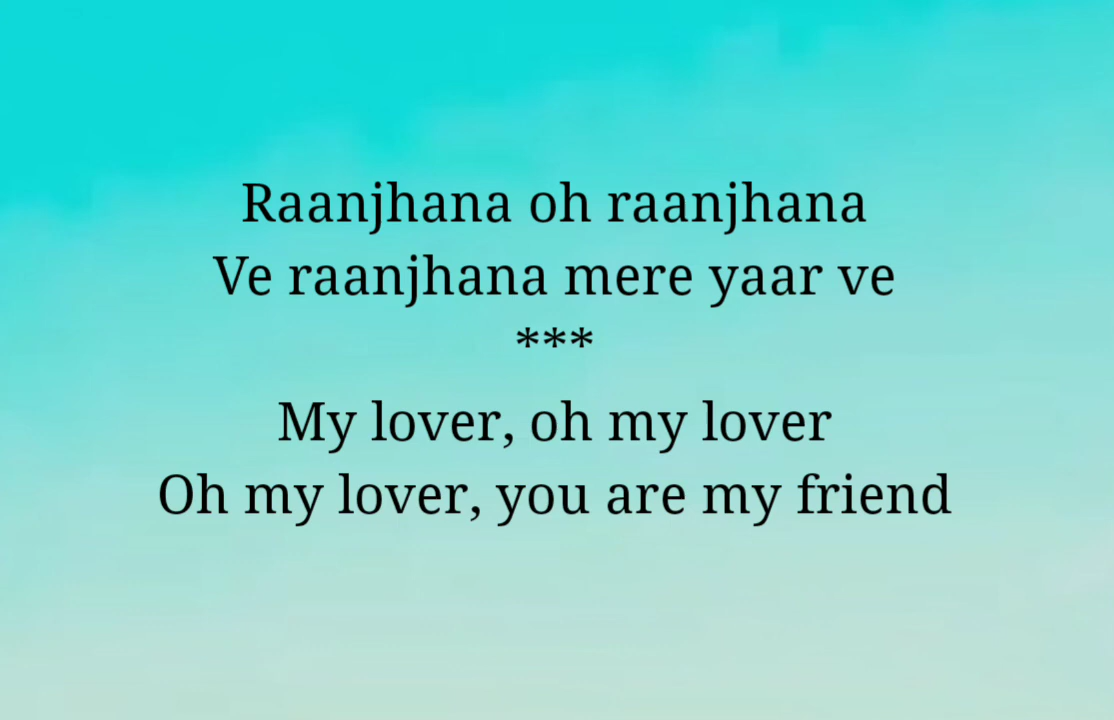 Raanjhana oh raanjhana
Ve raanjhana mere yaar ve
***
My lover, oh my lover
Oh my lover, you are my friend